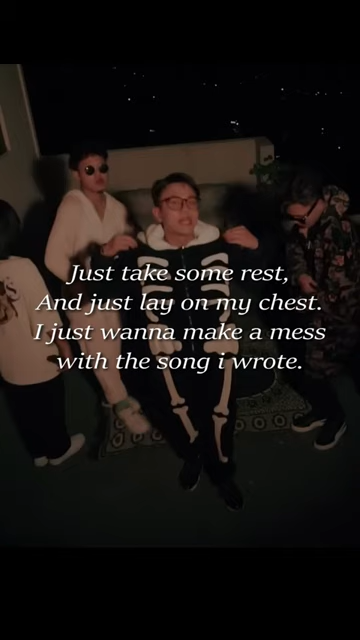 Just take some rest,
And just lay on my chest.
I just wanna make a mess
with the song i wrote.